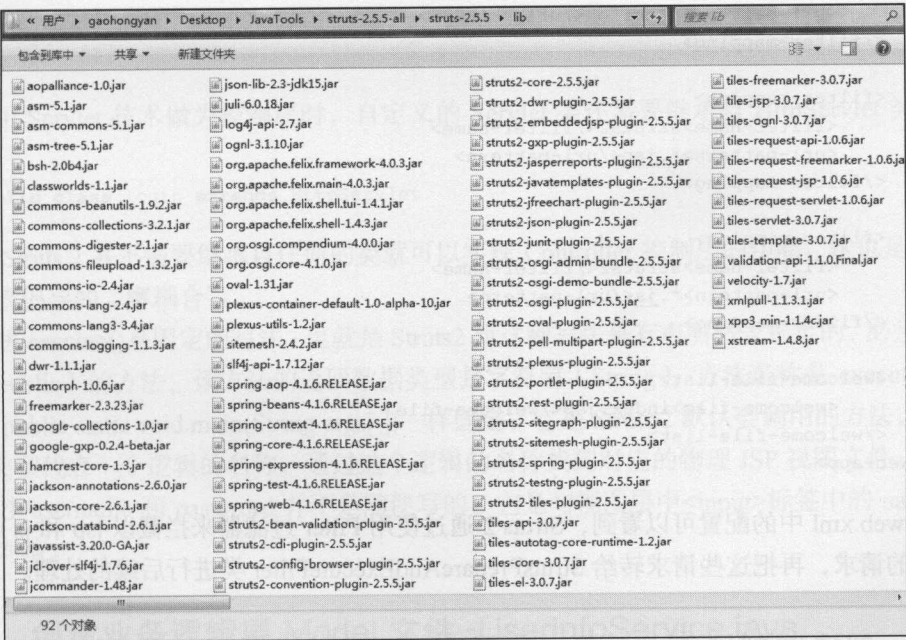 « 用户 ▸ gaohongyan ▸ Desktop ▸ JavaTools ▸ struts-2.5.5-all ▸ struts-2.5.5 ▸ lib
搜索 lib
包含到库中 ▾ 共享 ▾ 新建文件夹
aopalliance-1.0.jar
asm-5.1.jar
asm-commons-5.1.jar
asm-tree-5.1.jar
bsh-2.0b4.jar
classworlds-1.1.jar
commons-beanutils-1.9.2.jar
commons-collections-3.2.1.jar
commons-digester-2.1.jar
commons-fileupload-1.3.2.jar
commons-io-2.4.jar
commons-lang-2.4.jar
commons-lang3-3.4.jar
commons-logging-1.1.3.jar
dwr-1.1.1.jar
ezmorph-1.0.6.jar
freemarker-2.3.23.jar
google-collections-1.0.jar
google-gxp-0.2.4-beta.jar
hamcrest-core-1.3.jar
jackson-annotations-2.6.0.jar
jackson-core-2.6.1.jar
jackson-databind-2.6.1.jar
javassist-3.20.0-GA.jar
jcl-over-slf4j-1.7.6.jar
jcommander-1.48.jar
json-lib-2.3-jdk15.jar
juli-6.0.18.jar
log4j-api-2.7.jar
ognl-3.1.10.jar
org.apache.felix.framework-4.0.3.jar
org.apache.felix.main-4.0.3.jar
org.apache.felix.shell.tui-1.4.1.jar
org.apache.felix.shell-1.4.3.jar
org.osgi.compendium-4.0.0.jar
org.osgi.core-4.1.0.jar
oval-1.31.jar
plexus-container-default-1.0-alpha-10.jar
plexus-utils-1.2.jar
sitemesh-2.4.2.jar
slf4j-api-1.7.12.jar
spring-aop-4.1.6.RELEASE.jar
spring-beans-4.1.6.RELEASE.jar
spring-context-4.1.6.RELEASE.jar
spring-core-4.1.6.RELEASE.jar
spring-expression-4.1.6.RELEASE.jar
spring-test-4.1.6.RELEASE.jar
spring-web-4.1.6.RELEASE.jar
struts2-bean-validation-plugin-2.5.5.jar
struts2-cdi-plugin-2.5.5.jar
struts2-config-browser-plugin-2.5.5.jar
struts2-convention-plugin-2.5.5.jar
struts2-core-2.5.5.jar
struts2-dwr-plugin-2.5.5.jar
struts2-embeddedjsp-plugin-2.5.5.jar
struts2-gxp-plugin-2.5.5.jar
struts2-jasperreports-plugin-2.5.5.jar
struts2-javatemplates-plugin-2.5.5.jar
struts2-jfreechart-plugin-2.5.5.jar
struts2-json-plugin-2.5.5.jar
struts2-junit-plugin-2.5.5.jar
struts2-osgi-admin-bundle-2.5.5.jar
struts2-osgi-demo-bundle-2.5.5.jar
struts2-osgi-plugin-2.5.5.jar
struts2-oval-plugin-2.5.5.jar
struts2-pell-multipart-plugin-2.5.5.jar
struts2-plexus-plugin-2.5.5.jar
struts2-portlet-plugin-2.5.5.jar
struts2-rest-plugin-2.5.5.jar
struts2-sitegraph-plugin-2.5.5.jar
struts2-sitemesh-plugin-2.5.5.jar
struts2-spring-plugin-2.5.5.jar
struts2-testng-plugin-2.5.5.jar
struts2-tiles-plugin-2.5.5.jar
tiles-api-3.0.7.jar
tiles-autotag-core-runtime-1.2.jar
tiles-core-3.0.7.jar
tiles-el-3.0.7.jar
tiles-freemarker-3.0.7.jar
tiles-jsp-3.0.7.jar
tiles-ognl-3.0.7.jar
tiles-request-api-1.0.6.jar
tiles-request-freemarker-1.0.6.ja
tiles-request-jsp-1.0.6.jar
tiles-request-servlet-1.0.6.jar
tiles-servlet-3.0.7.jar
tiles-template-3.0.7.jar
validation-api-1.1.0.Final.jar
velocity-1.7.jar
xmlpull-1.1.3.1.jar
xpp3_min-1.1.4c.jar
xstream-1.4.8.jar
92 个对象